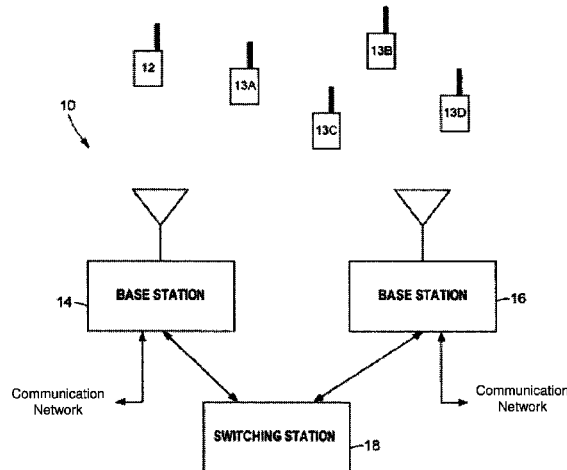 12
13A
13B
13C
13D
10
BASE STATION
14
BASE STATION
16
Communication
Network
Communication
Network
SWITCHING STATION
18